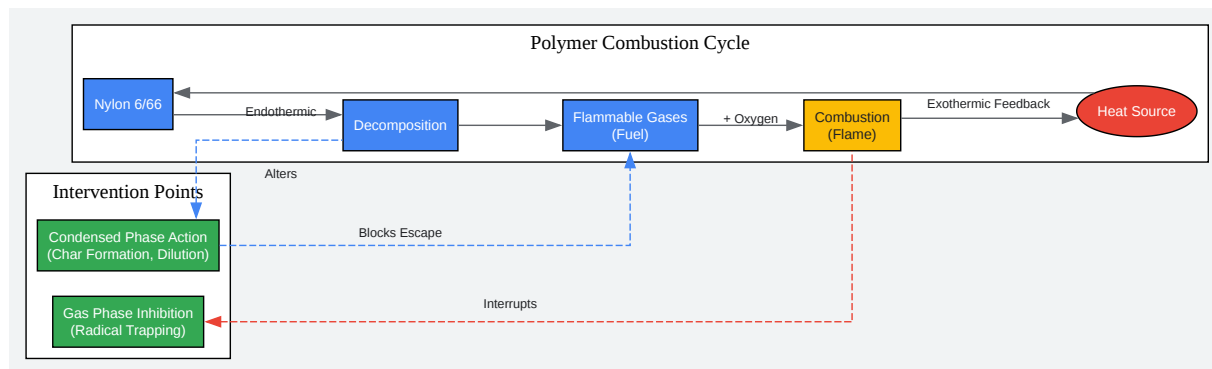 Polymer Combustion Cycle
Nylon 6/66
Endothermic
Decomposition
Flammable Gases
(Fuel)
+ Oxygen
Combustion
(Flame)
Exothermic Feedback
Heat Source
Alters
Intervention Points
Condensed Phase Action
(Char Formation, Dilution)
Blocks Escape
Gas Phase Inhibition
(Radical Trapping)
Interrupts